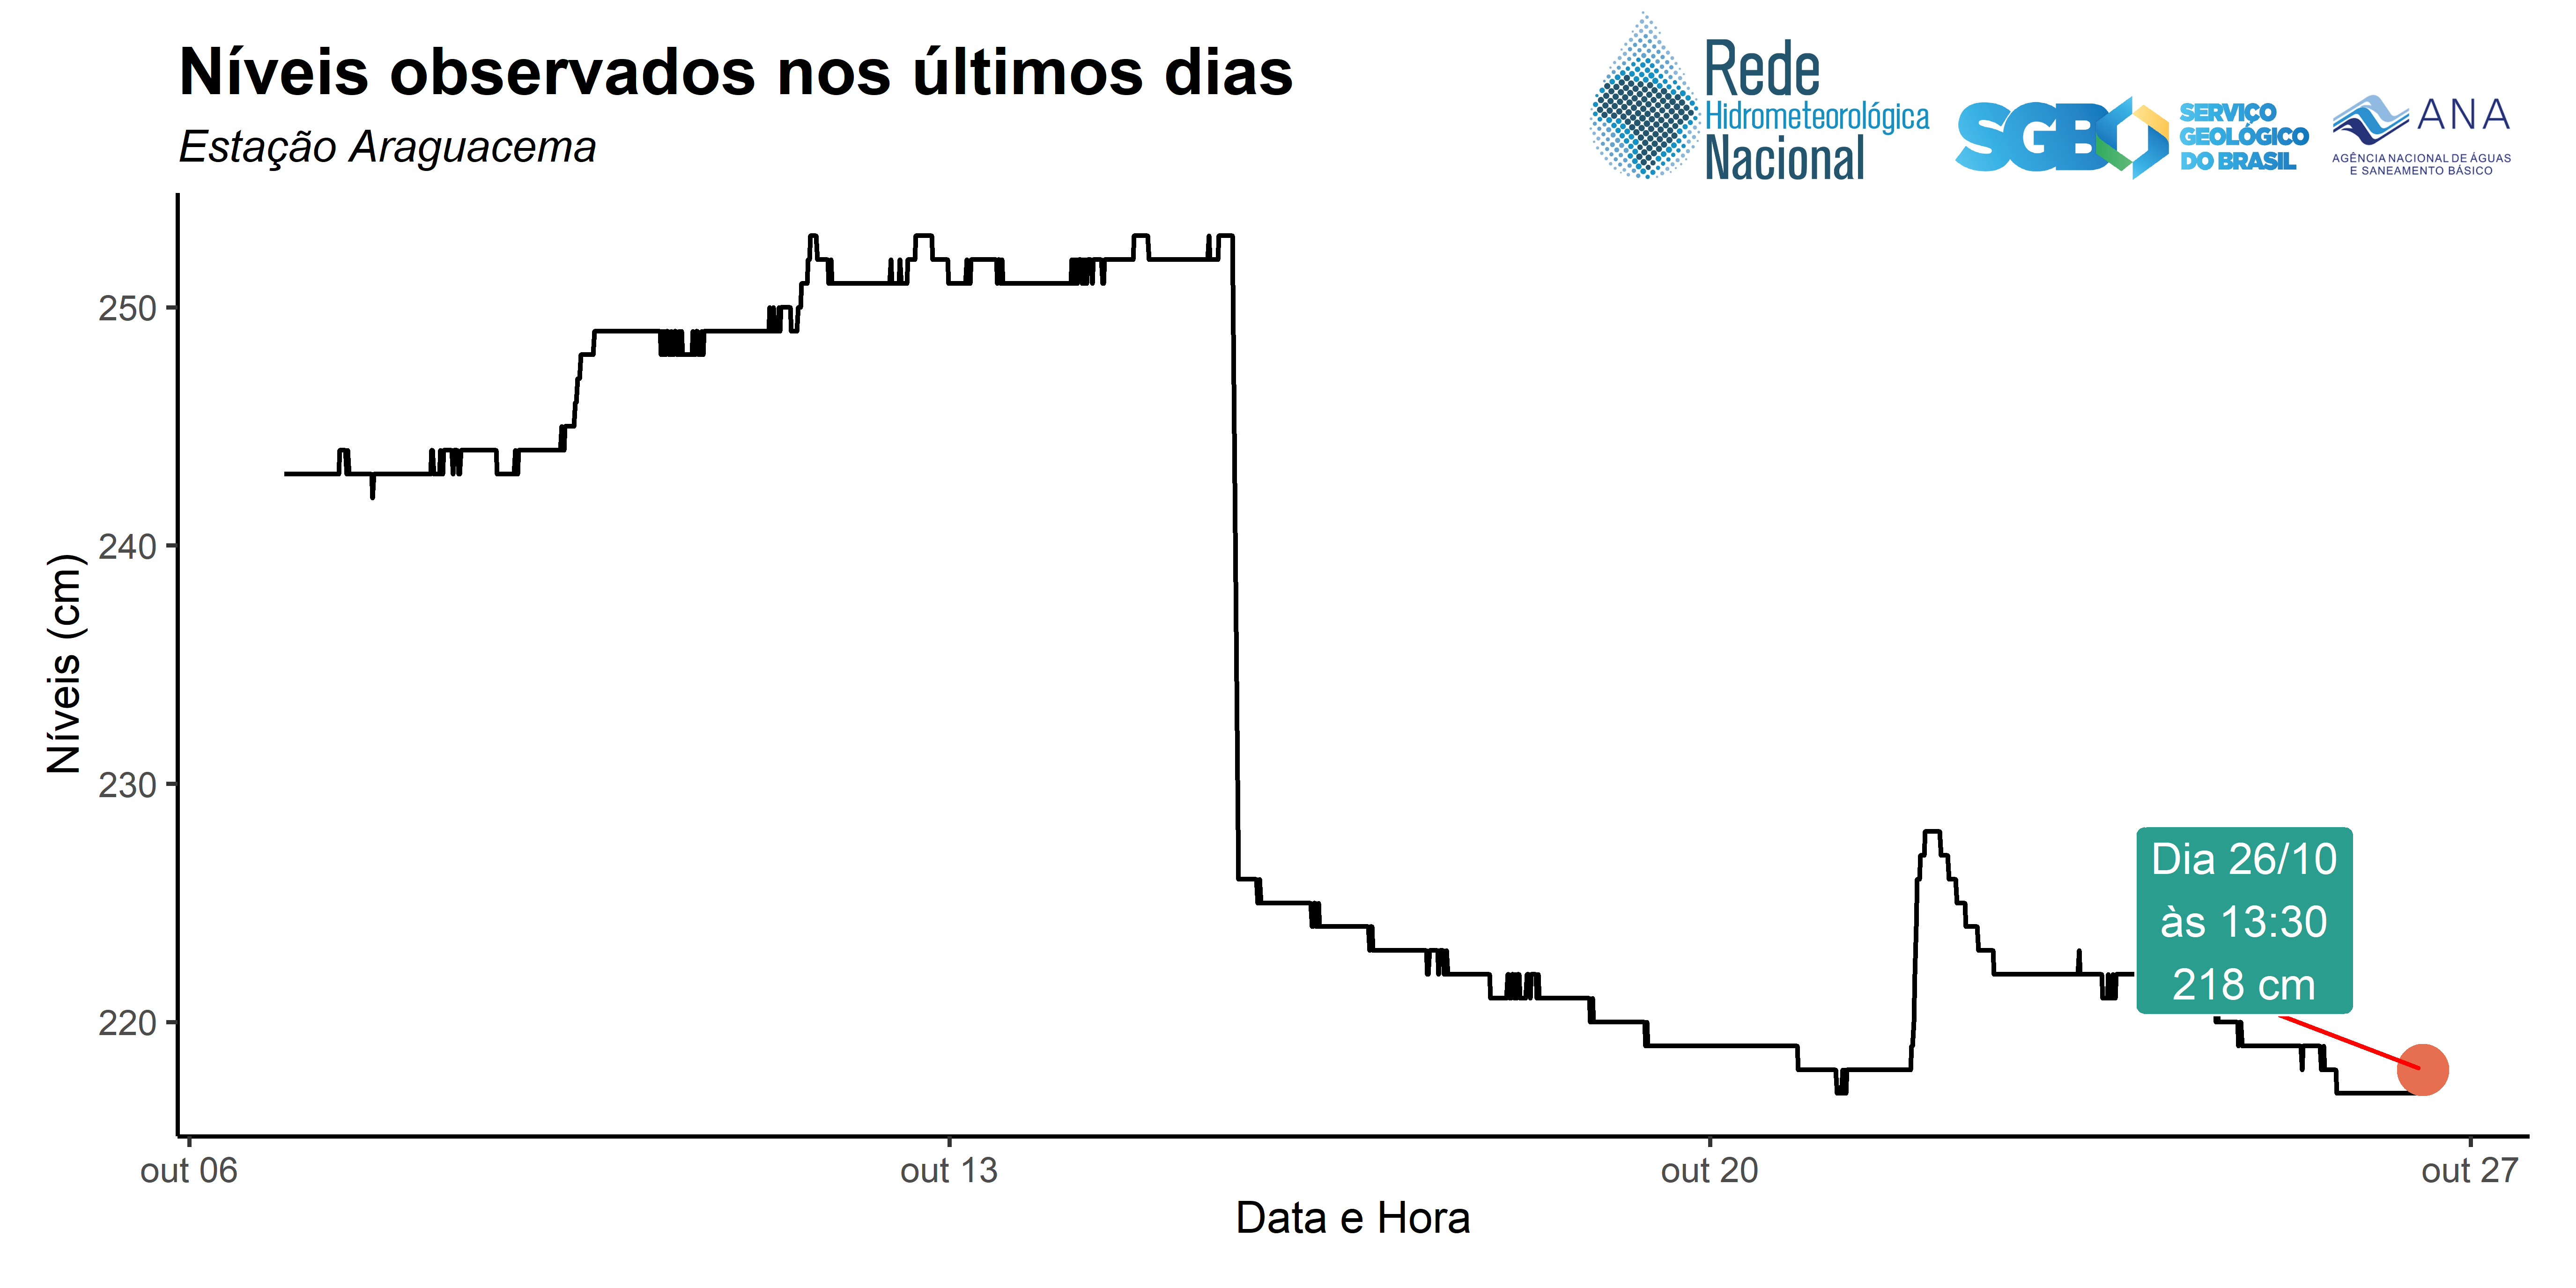 Níveis observados nos últimos dias
Estação Araguacema
Rede
Hidrometeorológica
Nacional
SGB
SERVIÇO
GEOLÓGICO
DO BRASIL
ANA
AGÊNCIA NACIONAL DE ÁGUAS
E SANEAMENTO BÁSICO
Níveis (cm)
250
240
230
220
Dia 26/10
às 13:30
218 cm
out 06
out 13
out 20
out 27
Data e Hora